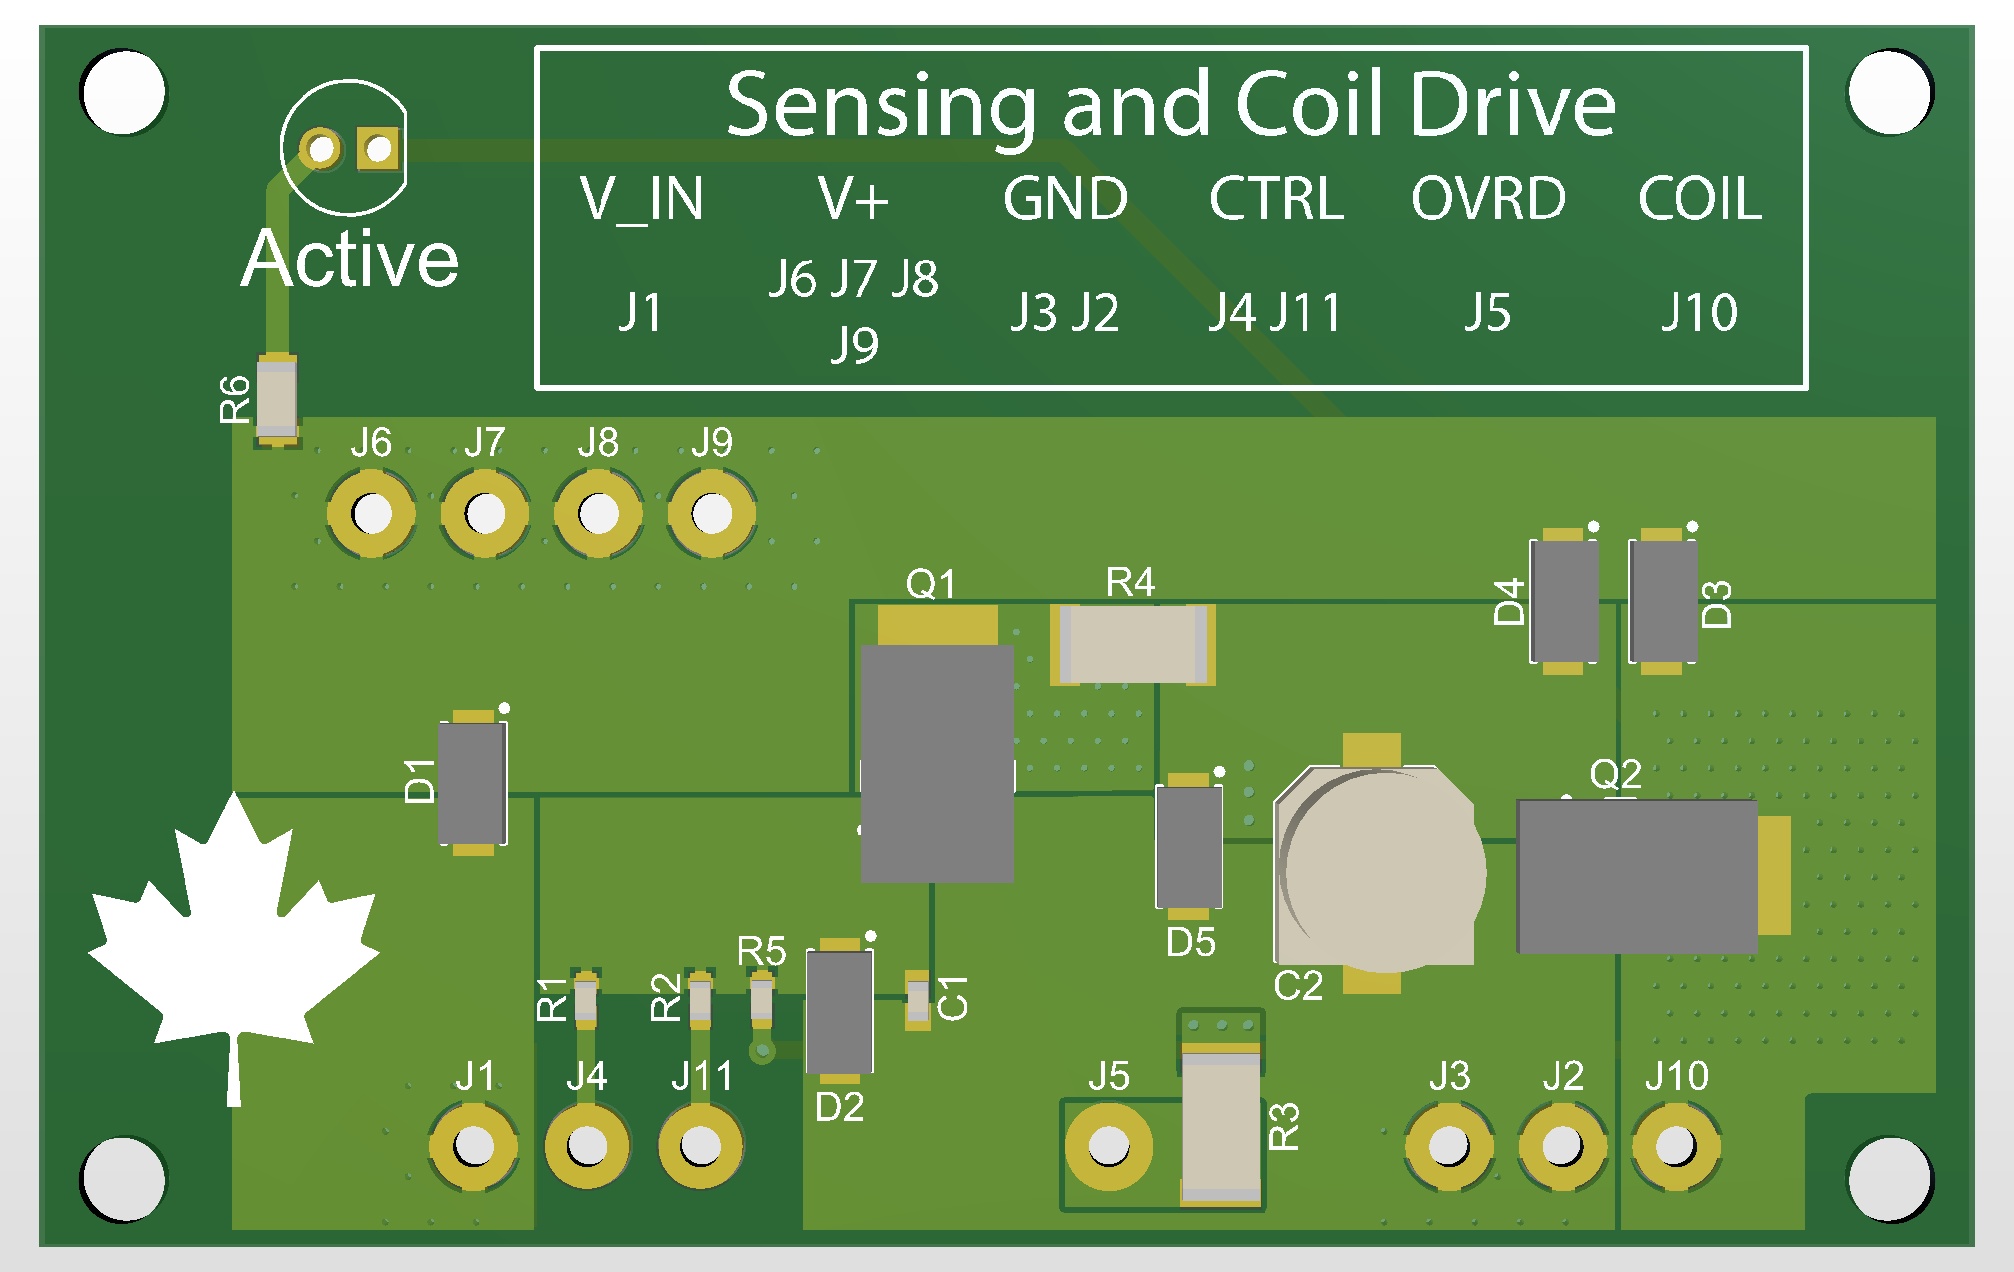 Sensing and Coil Drive
V_IN V+ GND CTRL OVRD COIL
J6 J7 J8
J1 J3 J2 J4 J11 J5 J10
J9
Active
R6
J6 J7 J8 J9
Q1 R4
D4 D3
D1
Q2
D5
R5
C2
R1 R2 C1
J1 J4 J11 J5 J3 J2 J10
D2
R3